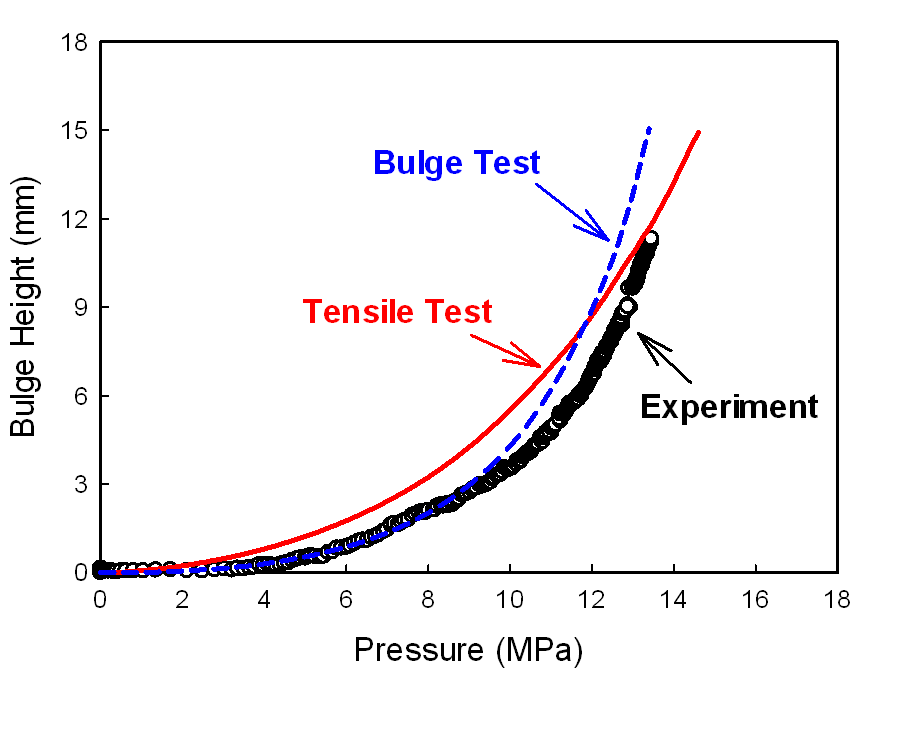 18
15
12
9
6
3
0
Bulge Height (mm)
Bulge Test
Tensile Test
Experiment
0 2 4 6 8 10 12 14 16 18
Pressure (MPa)